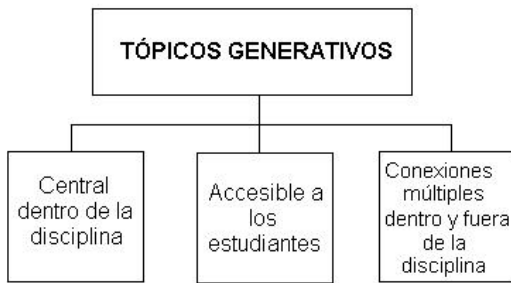 TÓPICOS GENERATIVOS
Central
dentro de la
disciplina
Accesible a
los
estudiantes
Conexiones
múltiples
dentro y fuera
de la
disciplina